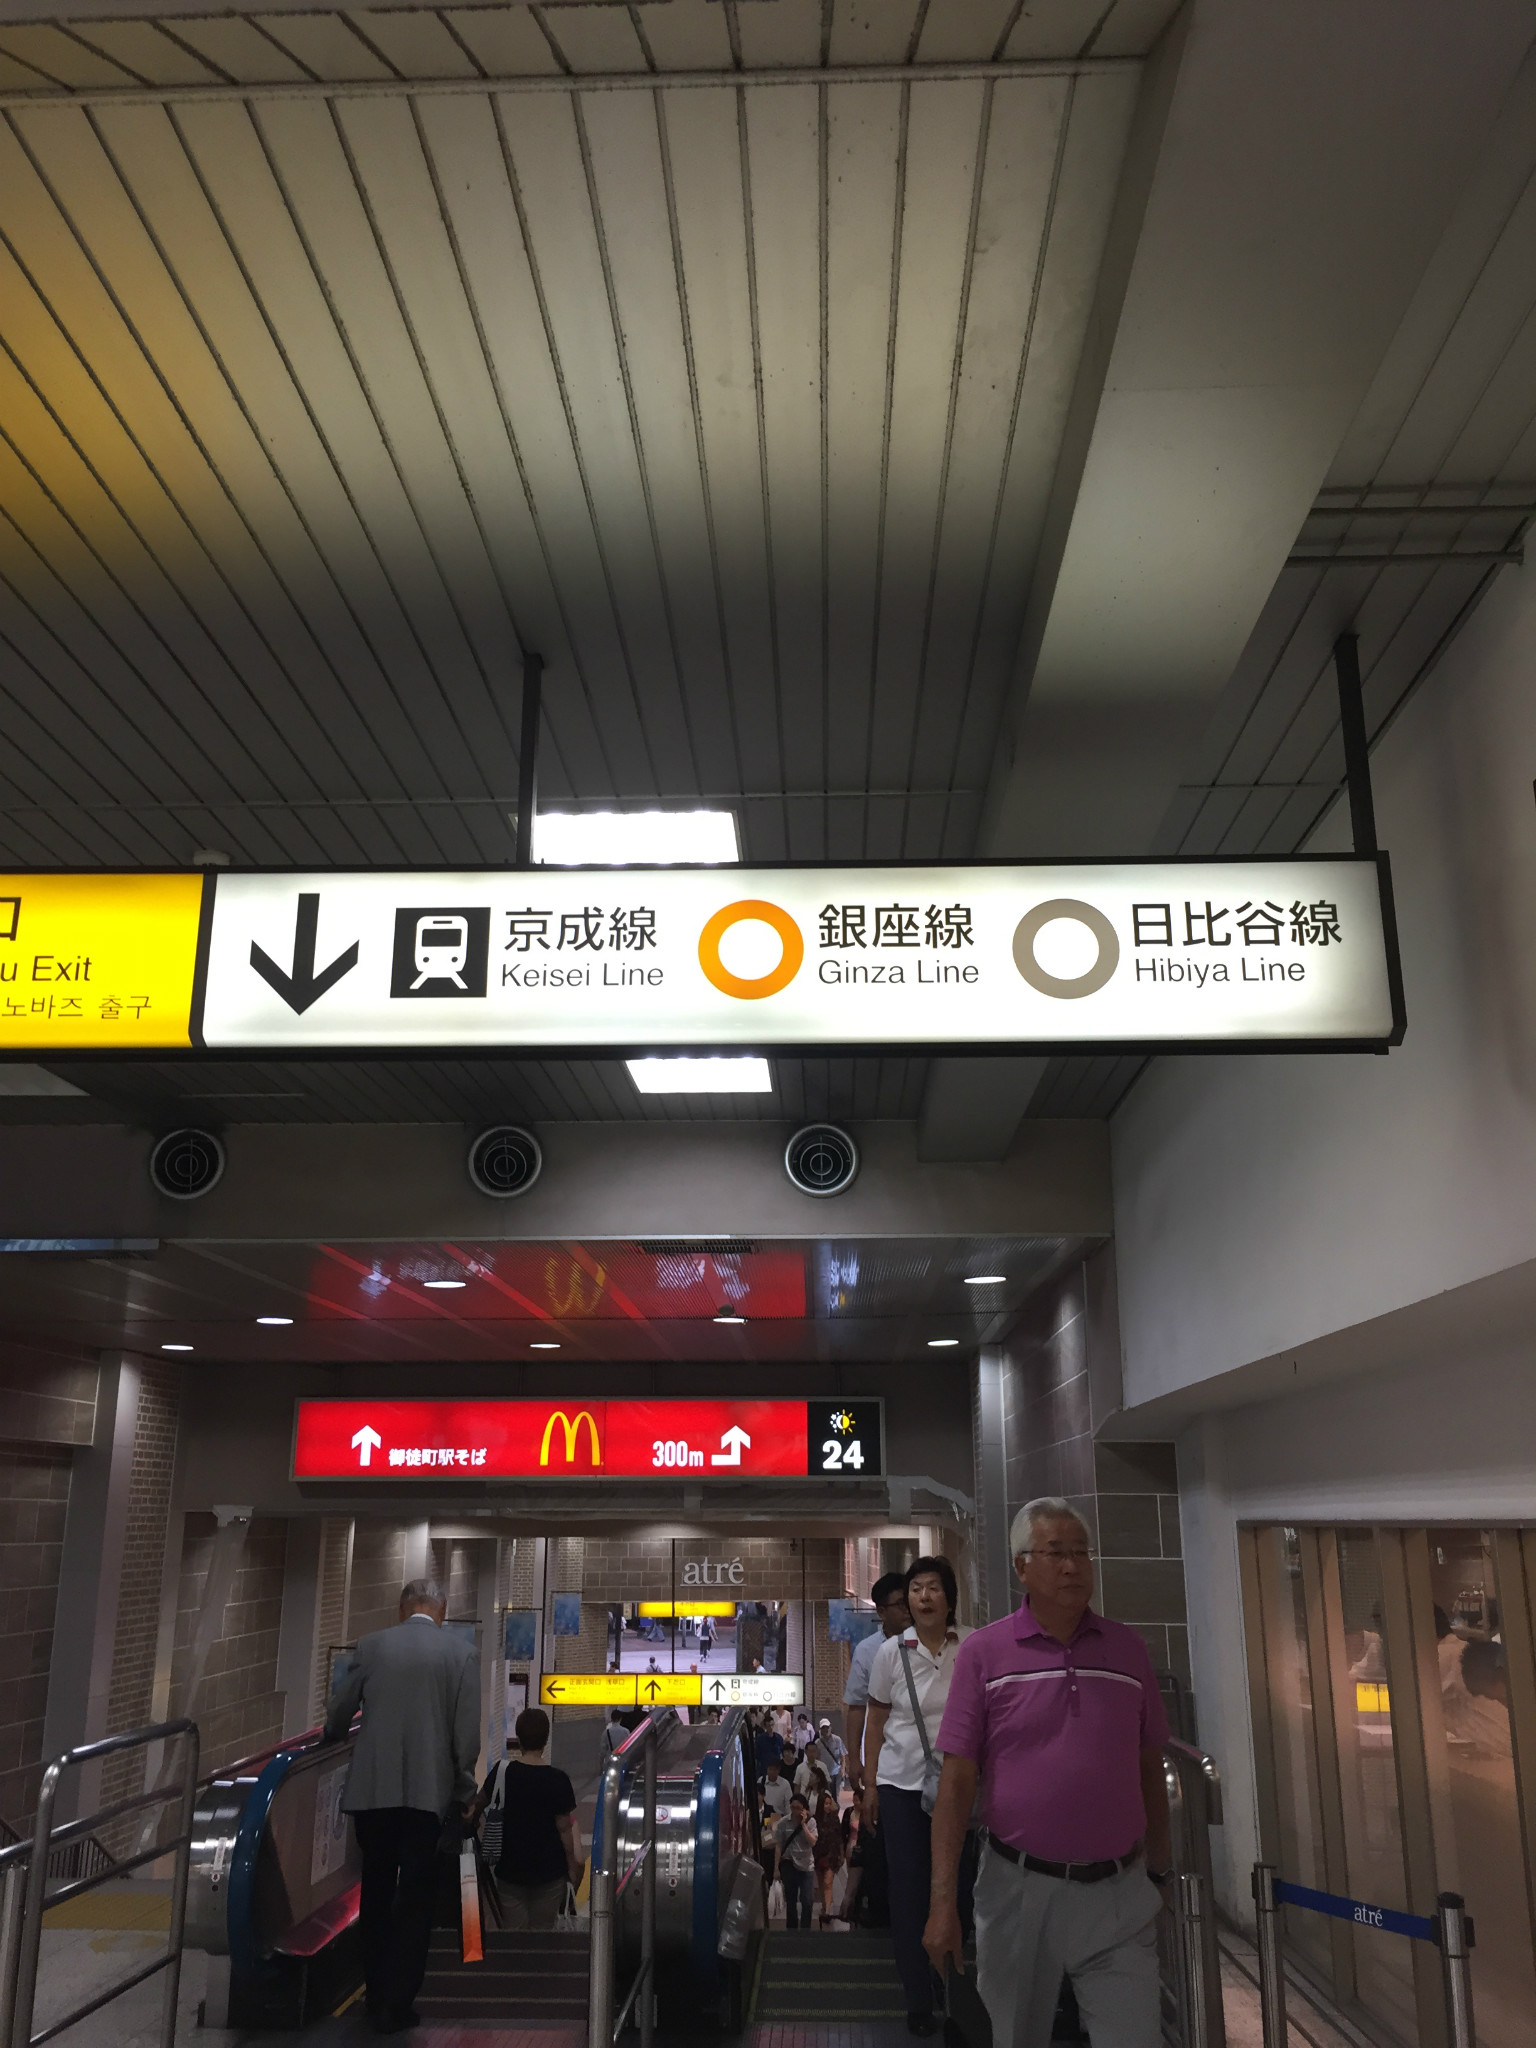 口
u Exit
노바즈 출구
京成線
Keisei Line
銀座線
Ginza Line
日比谷線
Hibiya Line
御徒町駅そば
300m
24
atré
atré